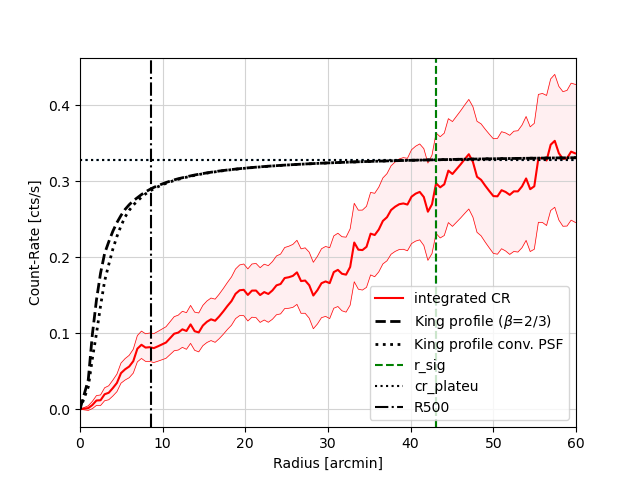 0.4
0.3
0.2
0.1
0.0
Count-Rate [cts/s]
integrated CR
King profile (β=2/3)
King profile conv. PSF
r_sig
cr_plateu
R500
0 10 20 30 40 50 60
Radius [arcmin]